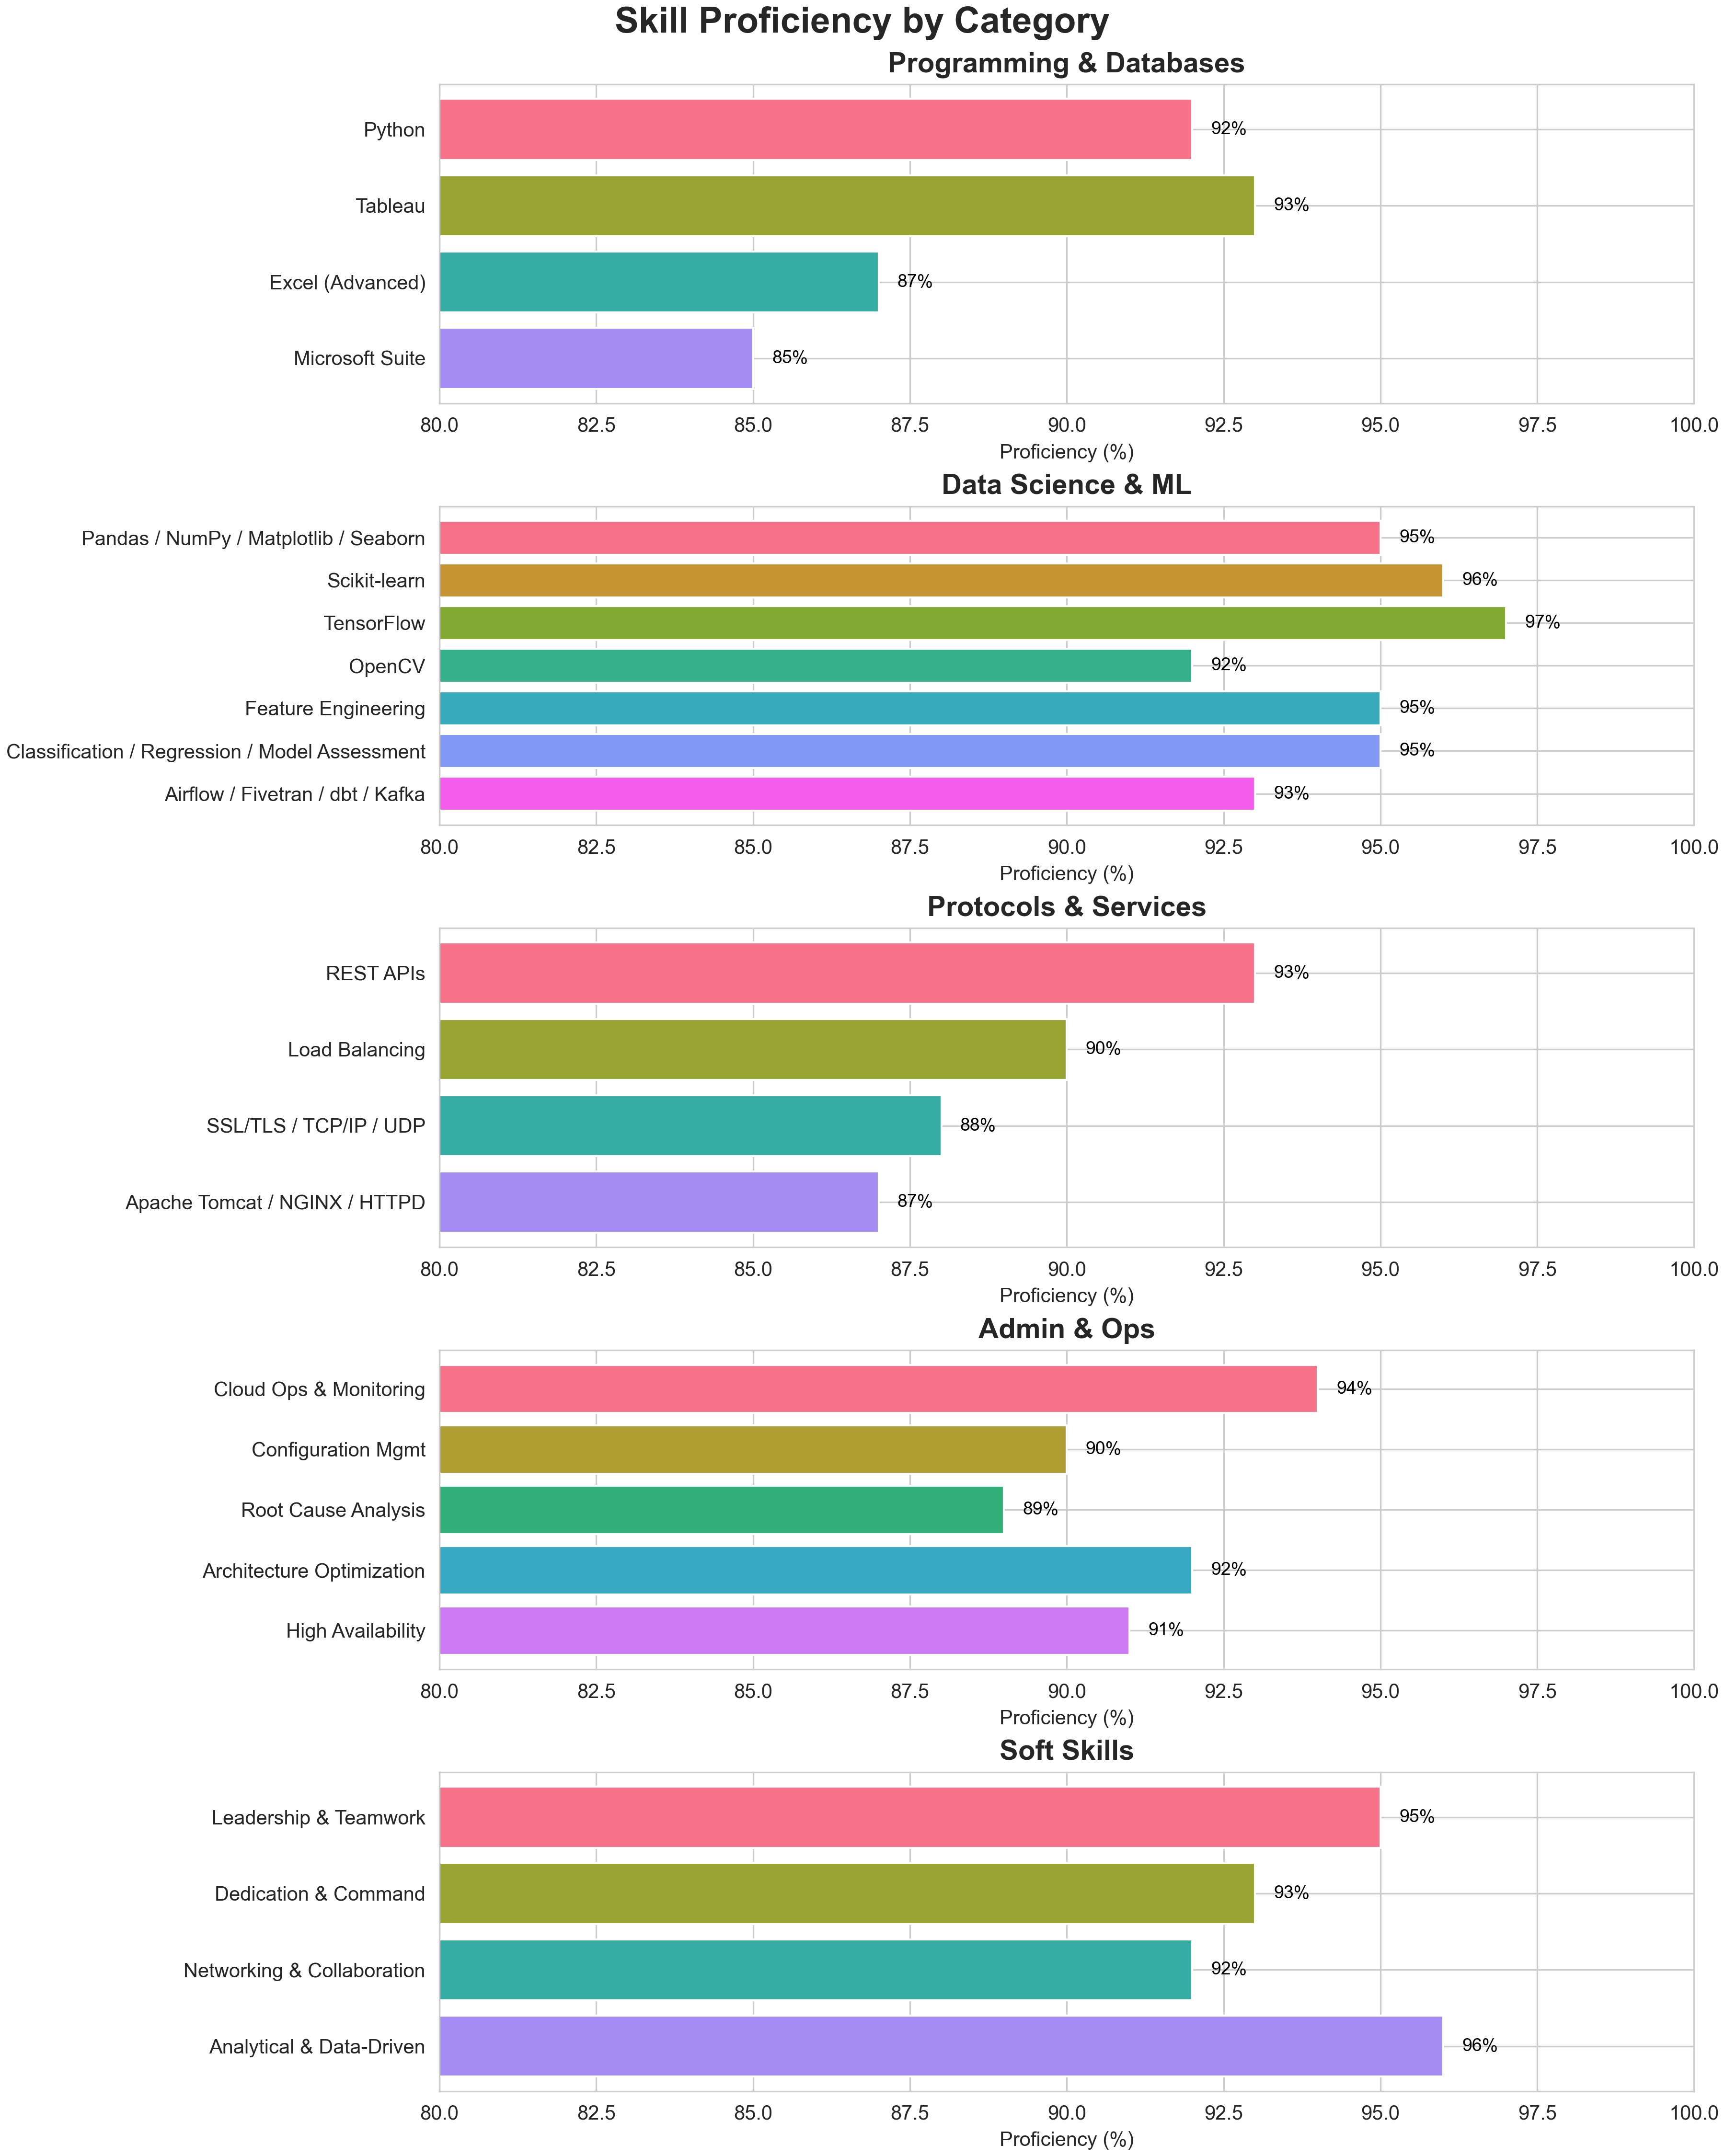 Skill Proficiency by Category
Programming & Databases
Python
92%
Tableau
93%
Excel (Advanced)
87%
Microsoft Suite
85%
80.0 82.5 85.0 87.5 90.0 92.5 95.0 97.5 100.0
Proficiency (%)
Data Science & ML
Pandas / NumPy / Matplotlib / Seaborn
95%
Scikit-learn
96%
TensorFlow
97%
OpenCV
92%
Feature Engineering
95%
Classification / Regression / Model Assessment
95%
Airflow / Fivetran / dbt / Kafka
93%
80.0 82.5 85.0 87.5 90.0 92.5 95.0 97.5 100.0
Proficiency (%)
Protocols & Services
REST APIs
93%
Load Balancing
90%
SSL/TLS / TCP/IP / UDP
88%
Apache Tomcat / NGINX / HTTPD
87%
80.0 82.5 85.0 87.5 90.0 92.5 95.0 97.5 100.0
Proficiency (%)
Admin & Ops
Cloud Ops & Monitoring
94%
Configuration Mgmt
90%
Root Cause Analysis
89%
Architecture Optimization
92%
High Availability
91%
80.0 82.5 85.0 87.5 90.0 92.5 95.0 97.5 100.0
Proficiency (%)
Soft Skills
Leadership & Teamwork
95%
Dedication & Command
93%
Networking & Collaboration
92%
Analytical & Data-Driven
96%
80.0 82.5 85.0 87.5 90.0 92.5 95.0 97.5 100.0
Proficiency (%)